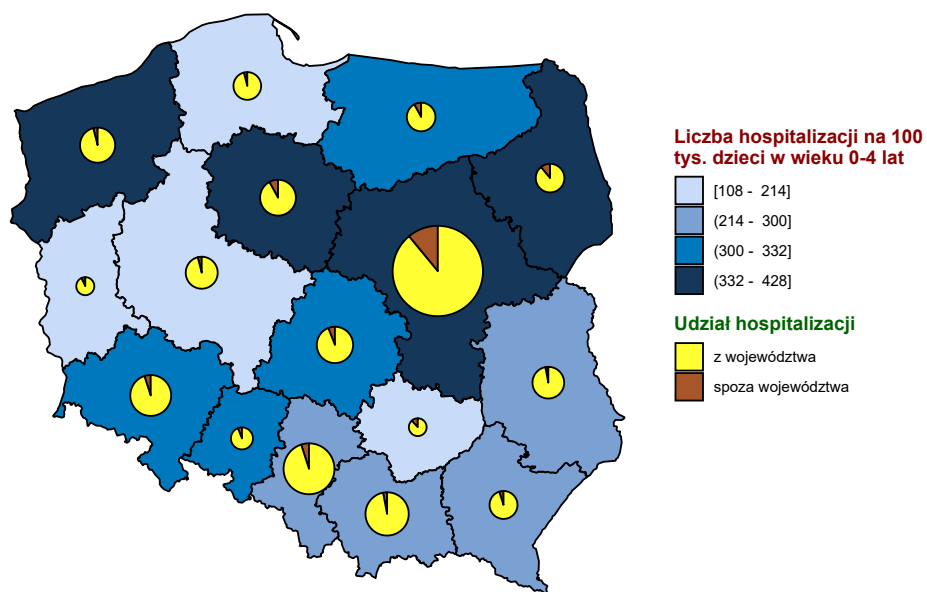 Liczba hospitalizacji na 100
tys. dzieci w wieku 0-4 lat
[108 - 214]
(214 - 300]
(300 - 332]
(332 - 428]
Udział hospitalizacji
z województwa
spoza województwa